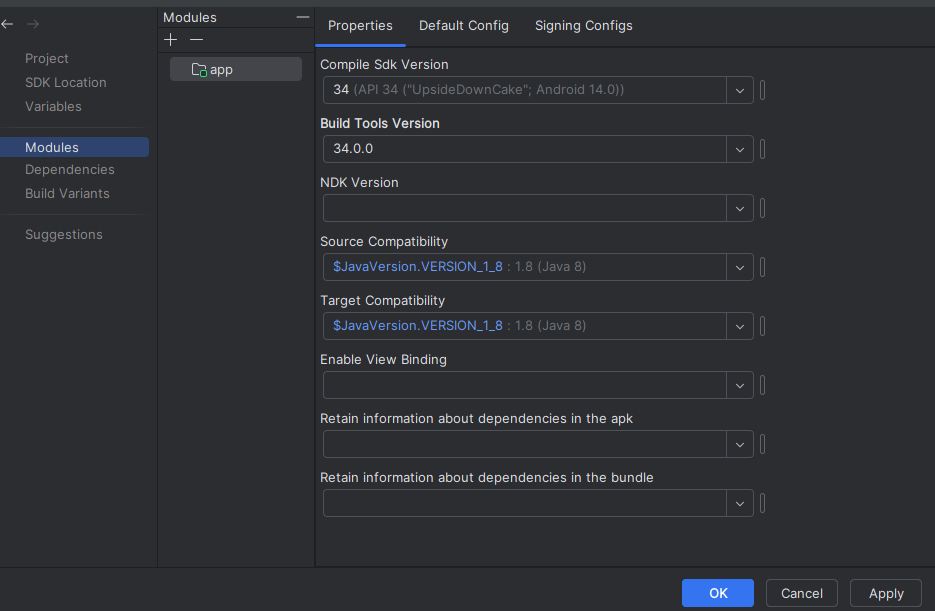 Project
SDK Location
Variables
Modules
Dependencies
Build Variants
Suggestions
Modules
app
Properties
Default Config
Signing Configs
Compile Sdk Version
34 (API 34 ("UpsideDownCake"; Android 14.0))
Build Tools Version
34.0.0
NDK Version
Source Compatibility
$JavaVersion.VERSION_1_8 : 1.8 (Java 8)
Target Compatibility
$JavaVersion.VERSION_1_8 : 1.8 (Java 8)
Enable View Binding
Retain information about dependencies in the apk
Retain information about dependencies in the bundle
OK
Cancel
Apply